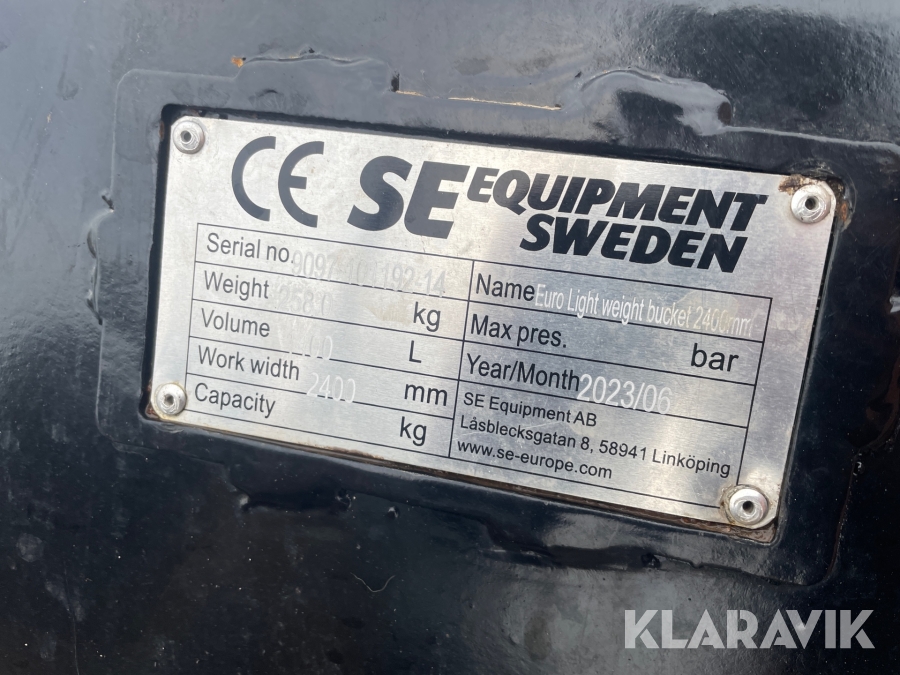 CE SE EQUIPMENT
SWEDEN
Serial no.
Weight kg
Volume L
Work width 2400 mm
Capacity kg
Name Euro Light weight bucket 2400mm
Max pres. bar
Year/Month 2023/06
SE Equipment AB
Låsblecksgatan 8, 58941 Linköping
www.se-europe.com
KLARAVIK